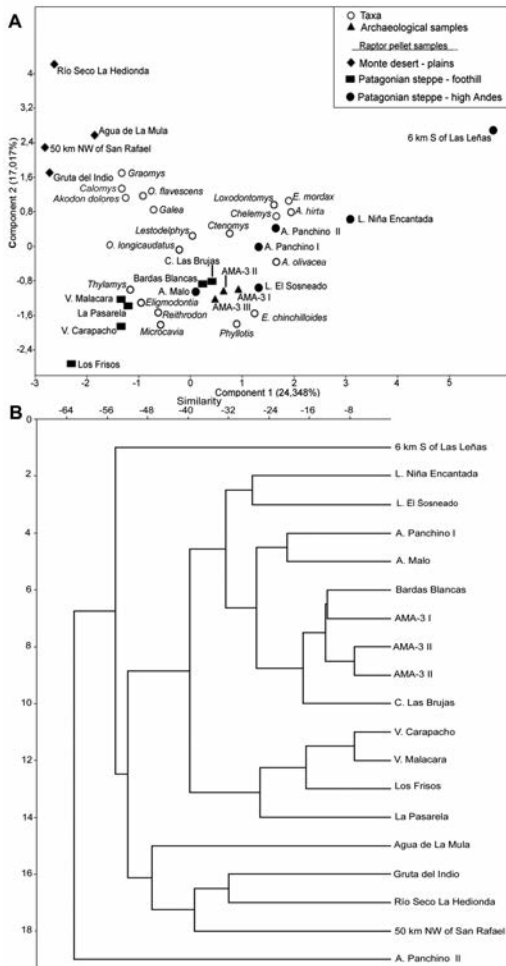 A
Taxa
Archaeological samples
Raptor pellet samples
Monte desert - plains
Patagonian steppe - foothill
Patagonian steppe - high Andes
Component 2 (17,017%)
4
3,2
2,4
1,6
0,8
0
-0,8
-1,6
-2,4
Río Seco La Hedionda
Agua de La Mula
50 km NW of San Rafael
6 km S of Las Leñas
Gruta del Indio
Graomys
Calomys
Akodon dolores
O. flavescens
Galea
Loxodontomys
E. mordax
Chelemys
A. hirta
L. Niña Encantada
A. Panchino II
Lestodelphys
Ctenomys
O. longicaudatus
A. Panchino I
C. Las Brujas
AMA-3 II
A. olivacea
Thylamys
Bardas Blancas
A. Malo
AMA-3 I
L. El Sosneado
V. Malacara
Eligmodontia
AMA-3 III
La Pasarela
Reithrodon
E. chinchilloides
V. Carapacho
Microcavia
Phyllotis
Los Frisos
-3 -2 -1 0 1 2 3 4 5 6
Component 1 (24,348%)
B
Similarity
-64 -56 -48 -40 -32 -24 -16 -8
0
2
4
6
8
10
12
14
16
18
6 km S of Las Leñas
L. Niña Encantada
L. El Sosneado
A. Panchino I
A. Malo
Bardas Blancas
AMA-3 I
AMA-3 II
AMA-3 II
C. Las Brujas
V. Carapacho
V. Malacara
Los Frisos
La Pasarela
Agua de La Mula
Gruta del Indio
Río Seco La Hedionda
50 km NW of San Rafael
A. Panchino II